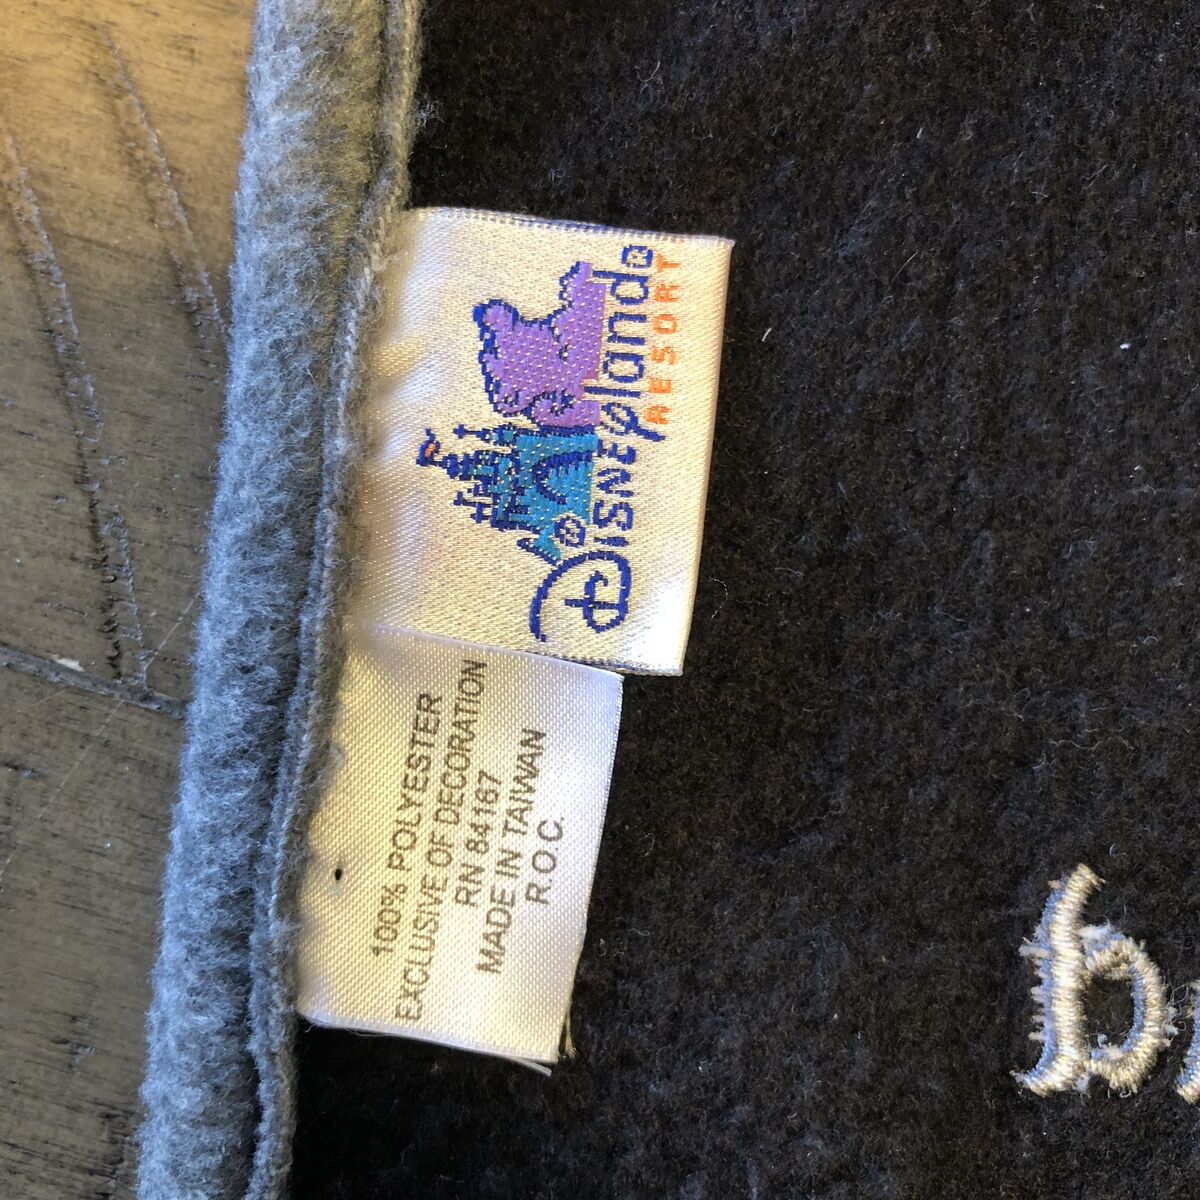 Disneyland®
RESORT
100% POLYESTER
EXCLUSIVE OF DECORATION
RN 84167
MADE IN TAIWAN
R.O.C.